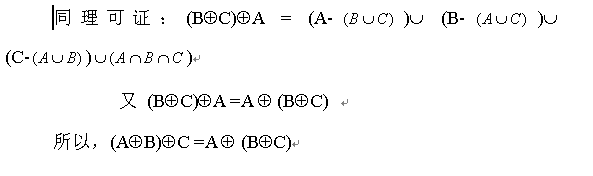 同理可证：(B⊕C)⊕A = (A- (B∪C) )∪ (B- (A∪C) )∪
(C-(A∪B))∪(A∩B∩C)
又 (B⊕C)⊕A =A⊕ (B⊕C)
所以，(A⊕B)⊕C =A⊕ (B⊕C)